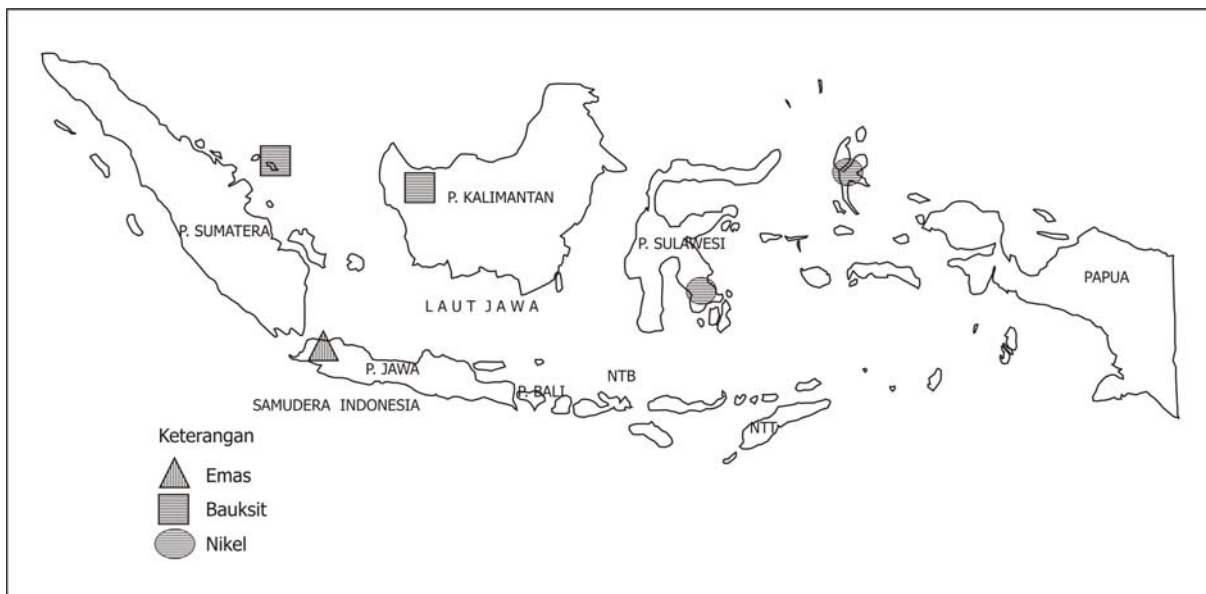 P. KALIMANTAN
P. SUMATERA
P. SULAWESI
PAPUA
LAUT JAWA
P. JAWA
NTB
P. BALI
SAMUDERA INDONESIA
NTT
Keterangan
Emas
Bauksit
Nikel